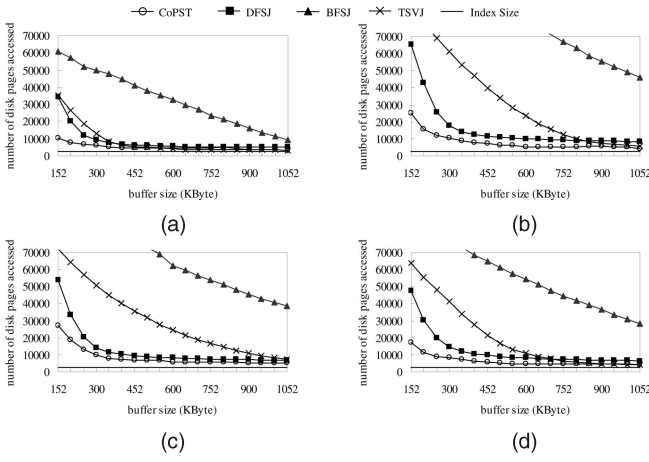 CoPST DFSJ BFSJ TSVJ Index Size
number of disk pages accessed
70000
60000
50000
40000
30000
20000
10000
0
152 300 452 600 752 900 1052
buffer size (KByte)
(a)
number of disk pages accessed
70000
60000
50000
40000
30000
20000
10000
0
152 300 452 600 752 900 1052
buffer size (KByte)
(b)
number of disk pages accessed
70000
60000
50000
40000
30000
20000
10000
0
152 300 452 600 752 900 1052
buffer size (KByte)
(c)
number of disk pages accessed
70000
60000
50000
40000
30000
20000
10000
0
152 300 452 600 752 900 1052
buffer size (KByte)
(d)